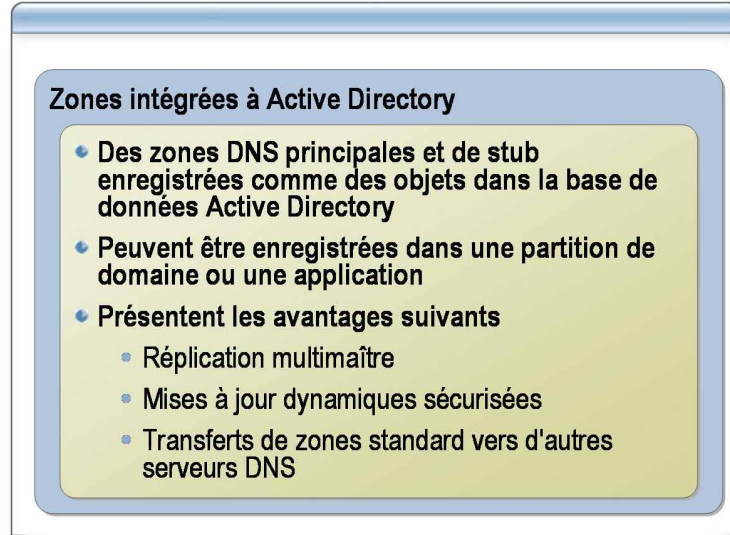 Zones intégrées à Active Directory
Des zones DNS principales et de stub
enregistrées comme des objets dans la base de
données Active Directory
Peuvent être enregistrées dans une partition de
domaine ou une application
Présentent les avantages suivants
Réplication multimaître
Mises à jour dynamiques sécurisées
Transferts de zones standard vers d'autres
serveurs DNS